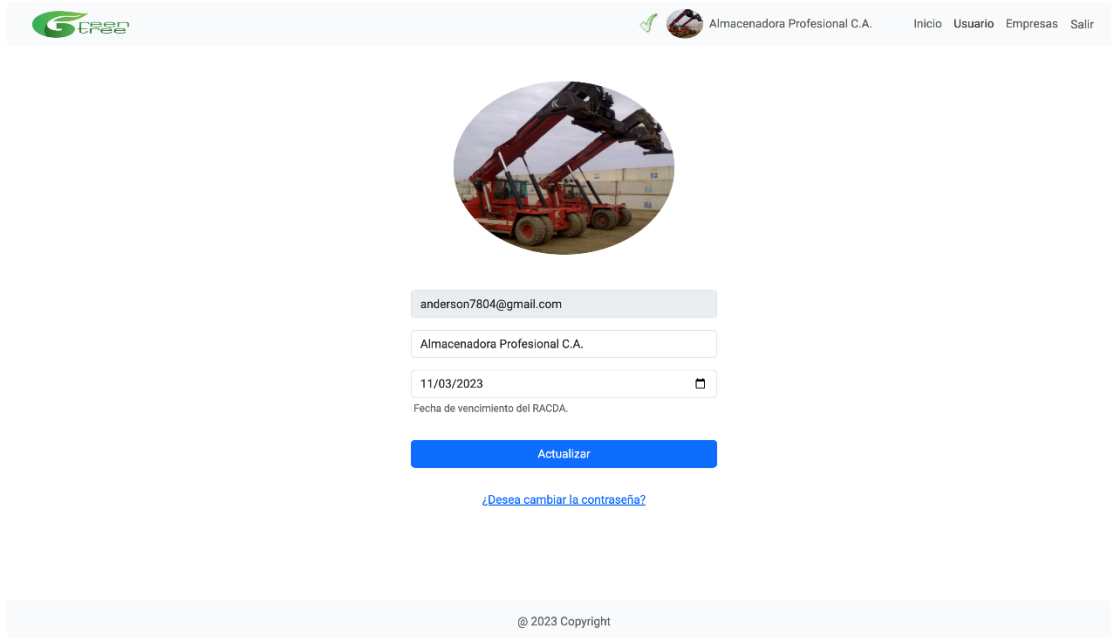 Green tree
Almacenadora Profesional C.A.
Inicio Usuario Empresas Salir
anderson7804@gmail.com
Almacenadora Profesional C.A.
11/03/2023
Fecha de vencimiento del RACDA.
Actualizar
¿Desea cambiar la contraseña?
@ 2023 Copyright